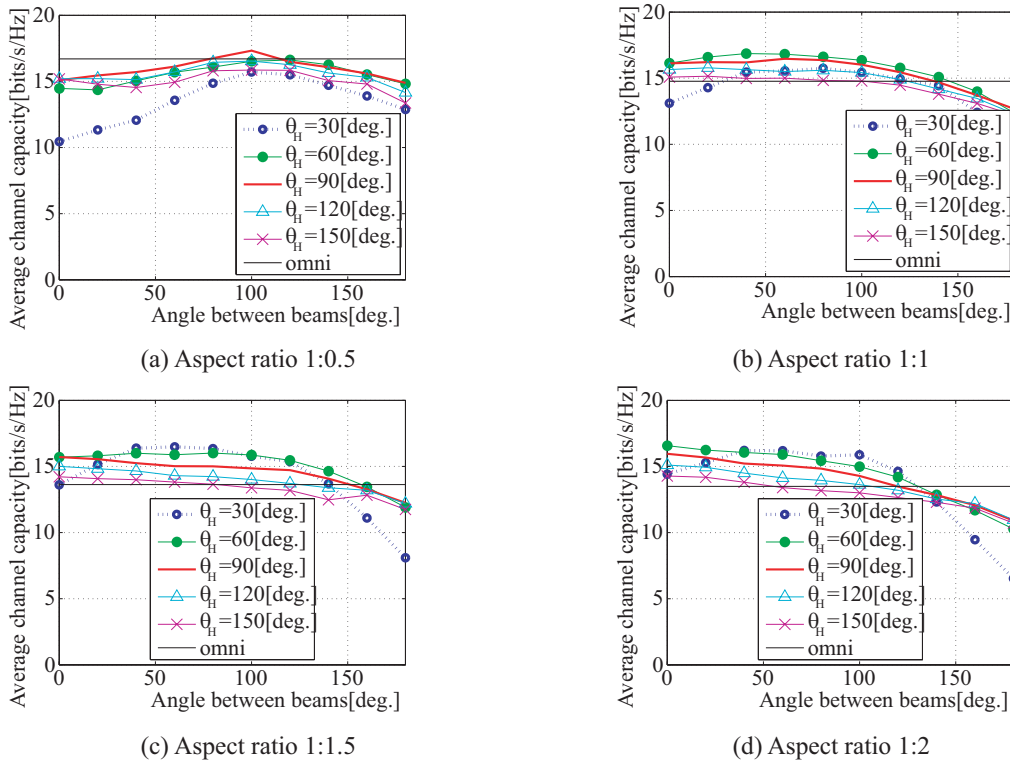 20
15
10
5
0
0
50
100
150
Average channel capacity[bits/s/Hz]
Angle between beams[deg.]
θH=30[deg.]
θH=60[deg.]
θH=90[deg.]
θH=120[deg.]
θH=150[deg.]
omni
(a) Aspect ratio 1:0.5
20
15
10
5
0
0
50
100
150
Average channel capacity[bits/s/Hz]
Angle between beams[deg.]
θH=30[deg.]
θH=60[deg.]
θH=90[deg.]
θH=120[deg.]
θH=150[deg.]
omni
(b) Aspect ratio 1:1
20
15
10
5
0
0
50
100
150
Average channel capacity[bits/s/Hz]
Angle between beams[deg.]
θH=30[deg.]
θH=60[deg.]
θH=90[deg.]
θH=120[deg.]
θH=150[deg.]
omni
(c) Aspect ratio 1:1.5
20
15
10
5
0
0
50
100
150
Average channel capacity[bits/s/Hz]
Angle between beams[deg.]
θH=30[deg.]
θH=60[deg.]
θH=90[deg.]
θH=120[deg.]
θH=150[deg.]
omni
(d) Aspect ratio 1:2